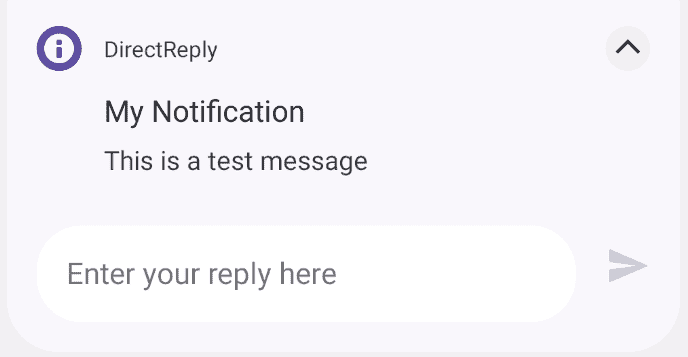 DirectReply
My Notification
This is a test message
Enter your reply here